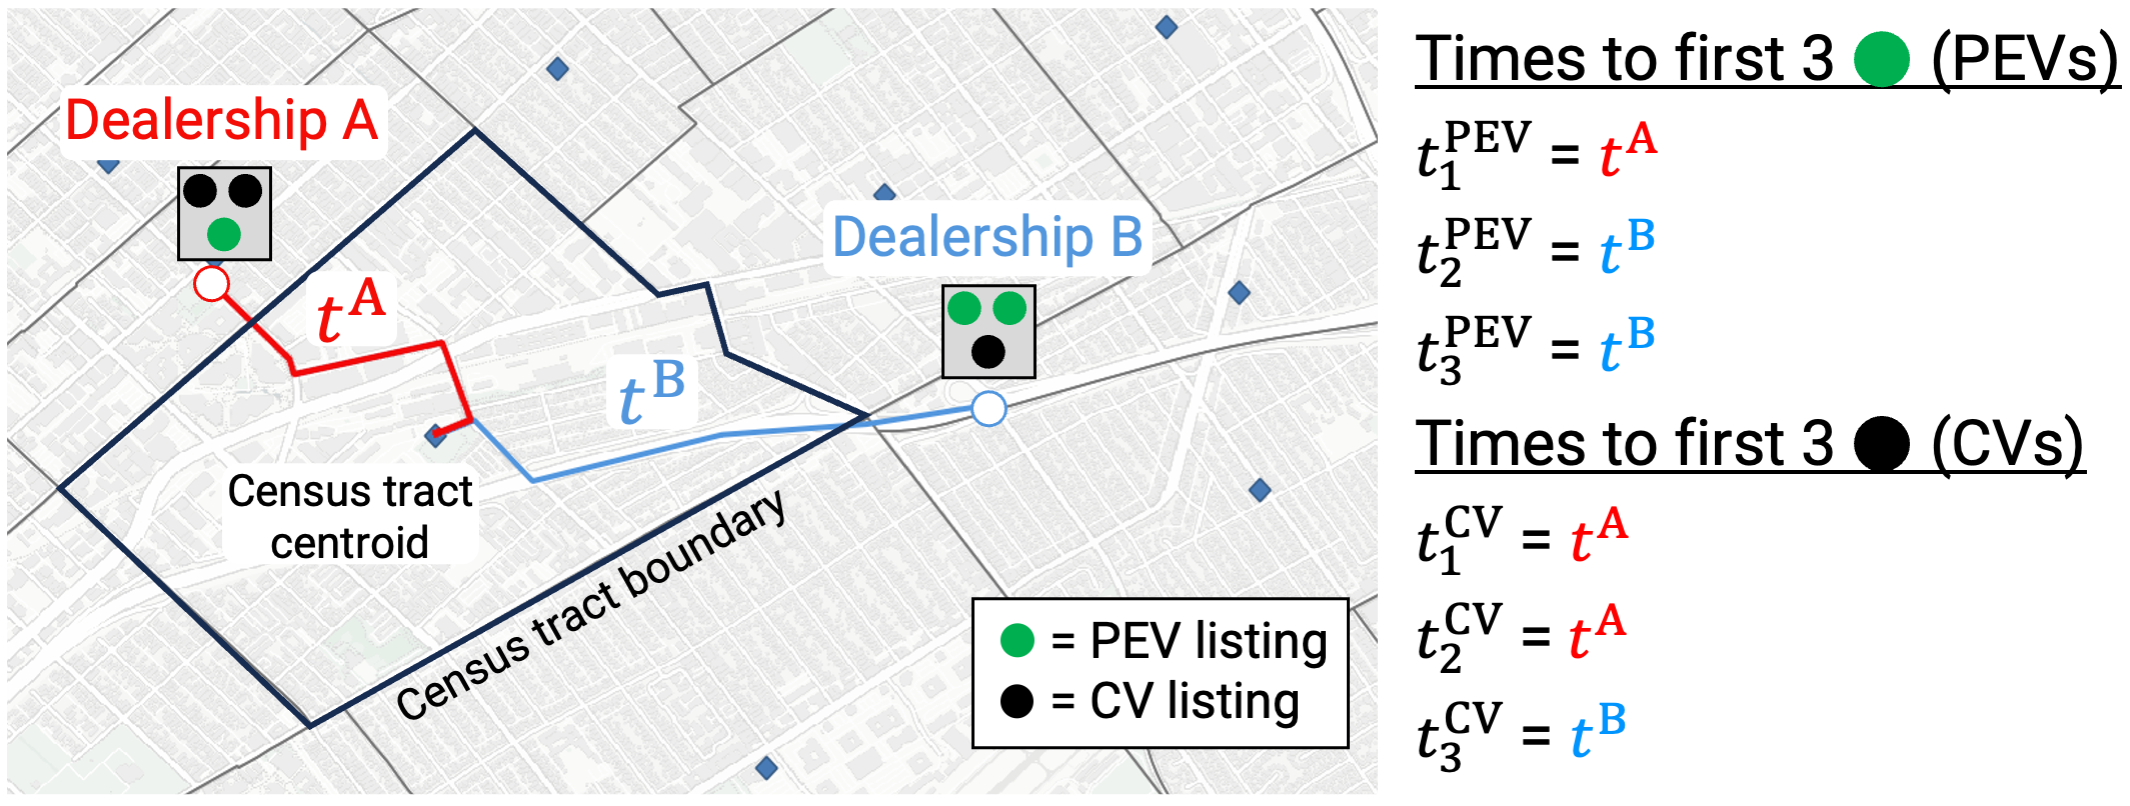 Dealership A
t^A
Dealership B
t^B
Census tract
centroid
Census tract boundary
= PEV listing
= CV listing
Times to first 3 (PEVs)
t_1^PEV = t^A
t_2^PEV = t^B
t_3^PEV = t^B
Times to first 3 (CVs)
t_1^CV = t^A
t_2^CV = t^A
t_3^CV = t^B